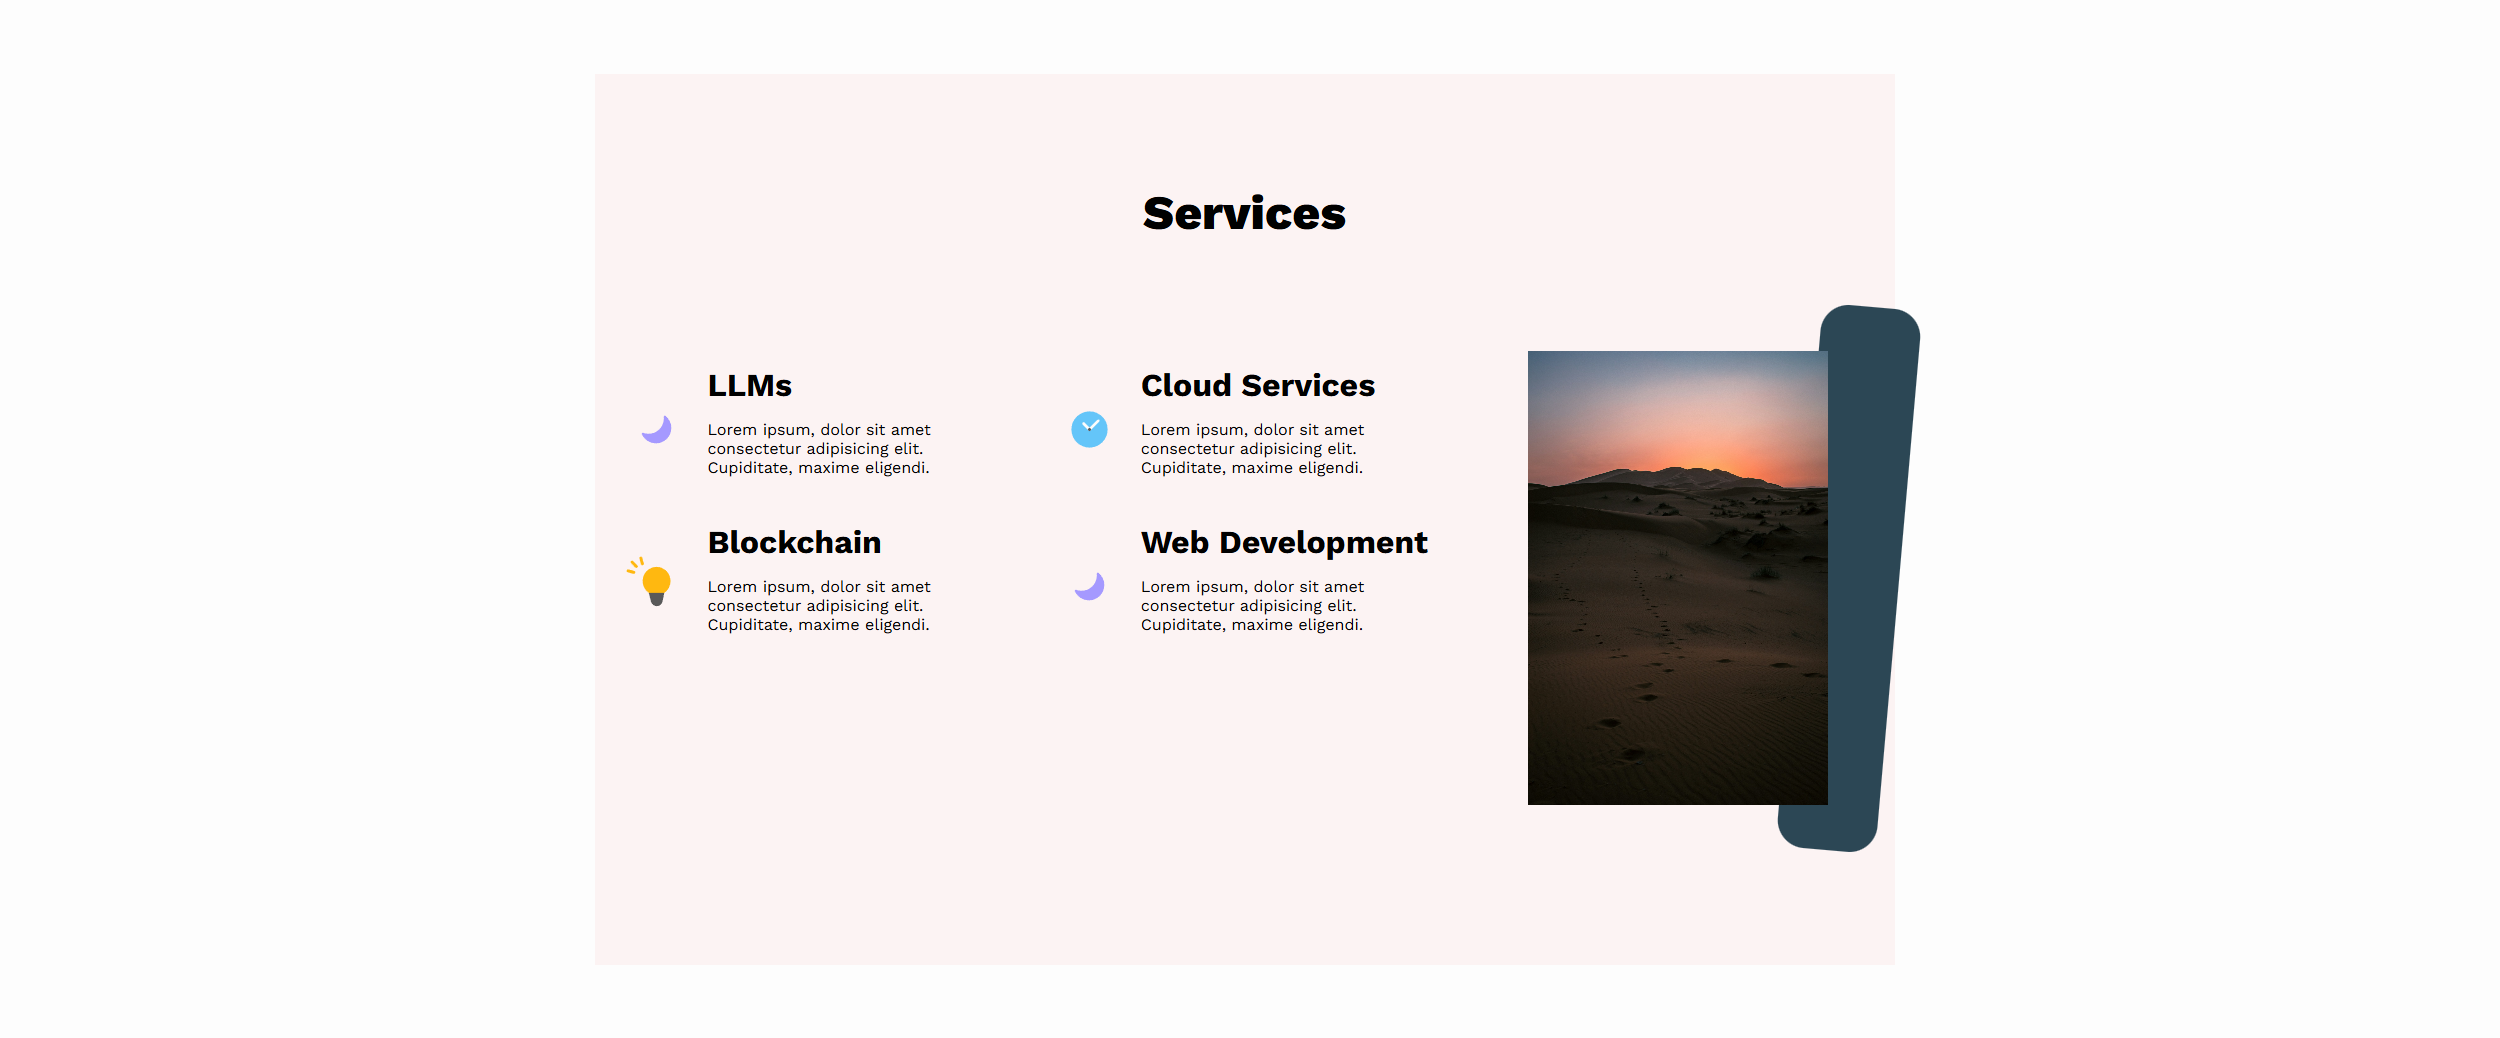 Services
LLMs
Lorem ipsum, dolor sit amet
consectetur adipisicing elit.
Cupiditate, maxime eligendi.
Cloud Services
Lorem ipsum, dolor sit amet
consectetur adipisicing elit.
Cupiditate, maxime eligendi.
Blockchain
Lorem ipsum, dolor sit amet
consectetur adipisicing elit.
Cupiditate, maxime eligendi.
Web Development
Lorem ipsum, dolor sit amet
consectetur adipisicing elit.
Cupiditate, maxime eligendi.